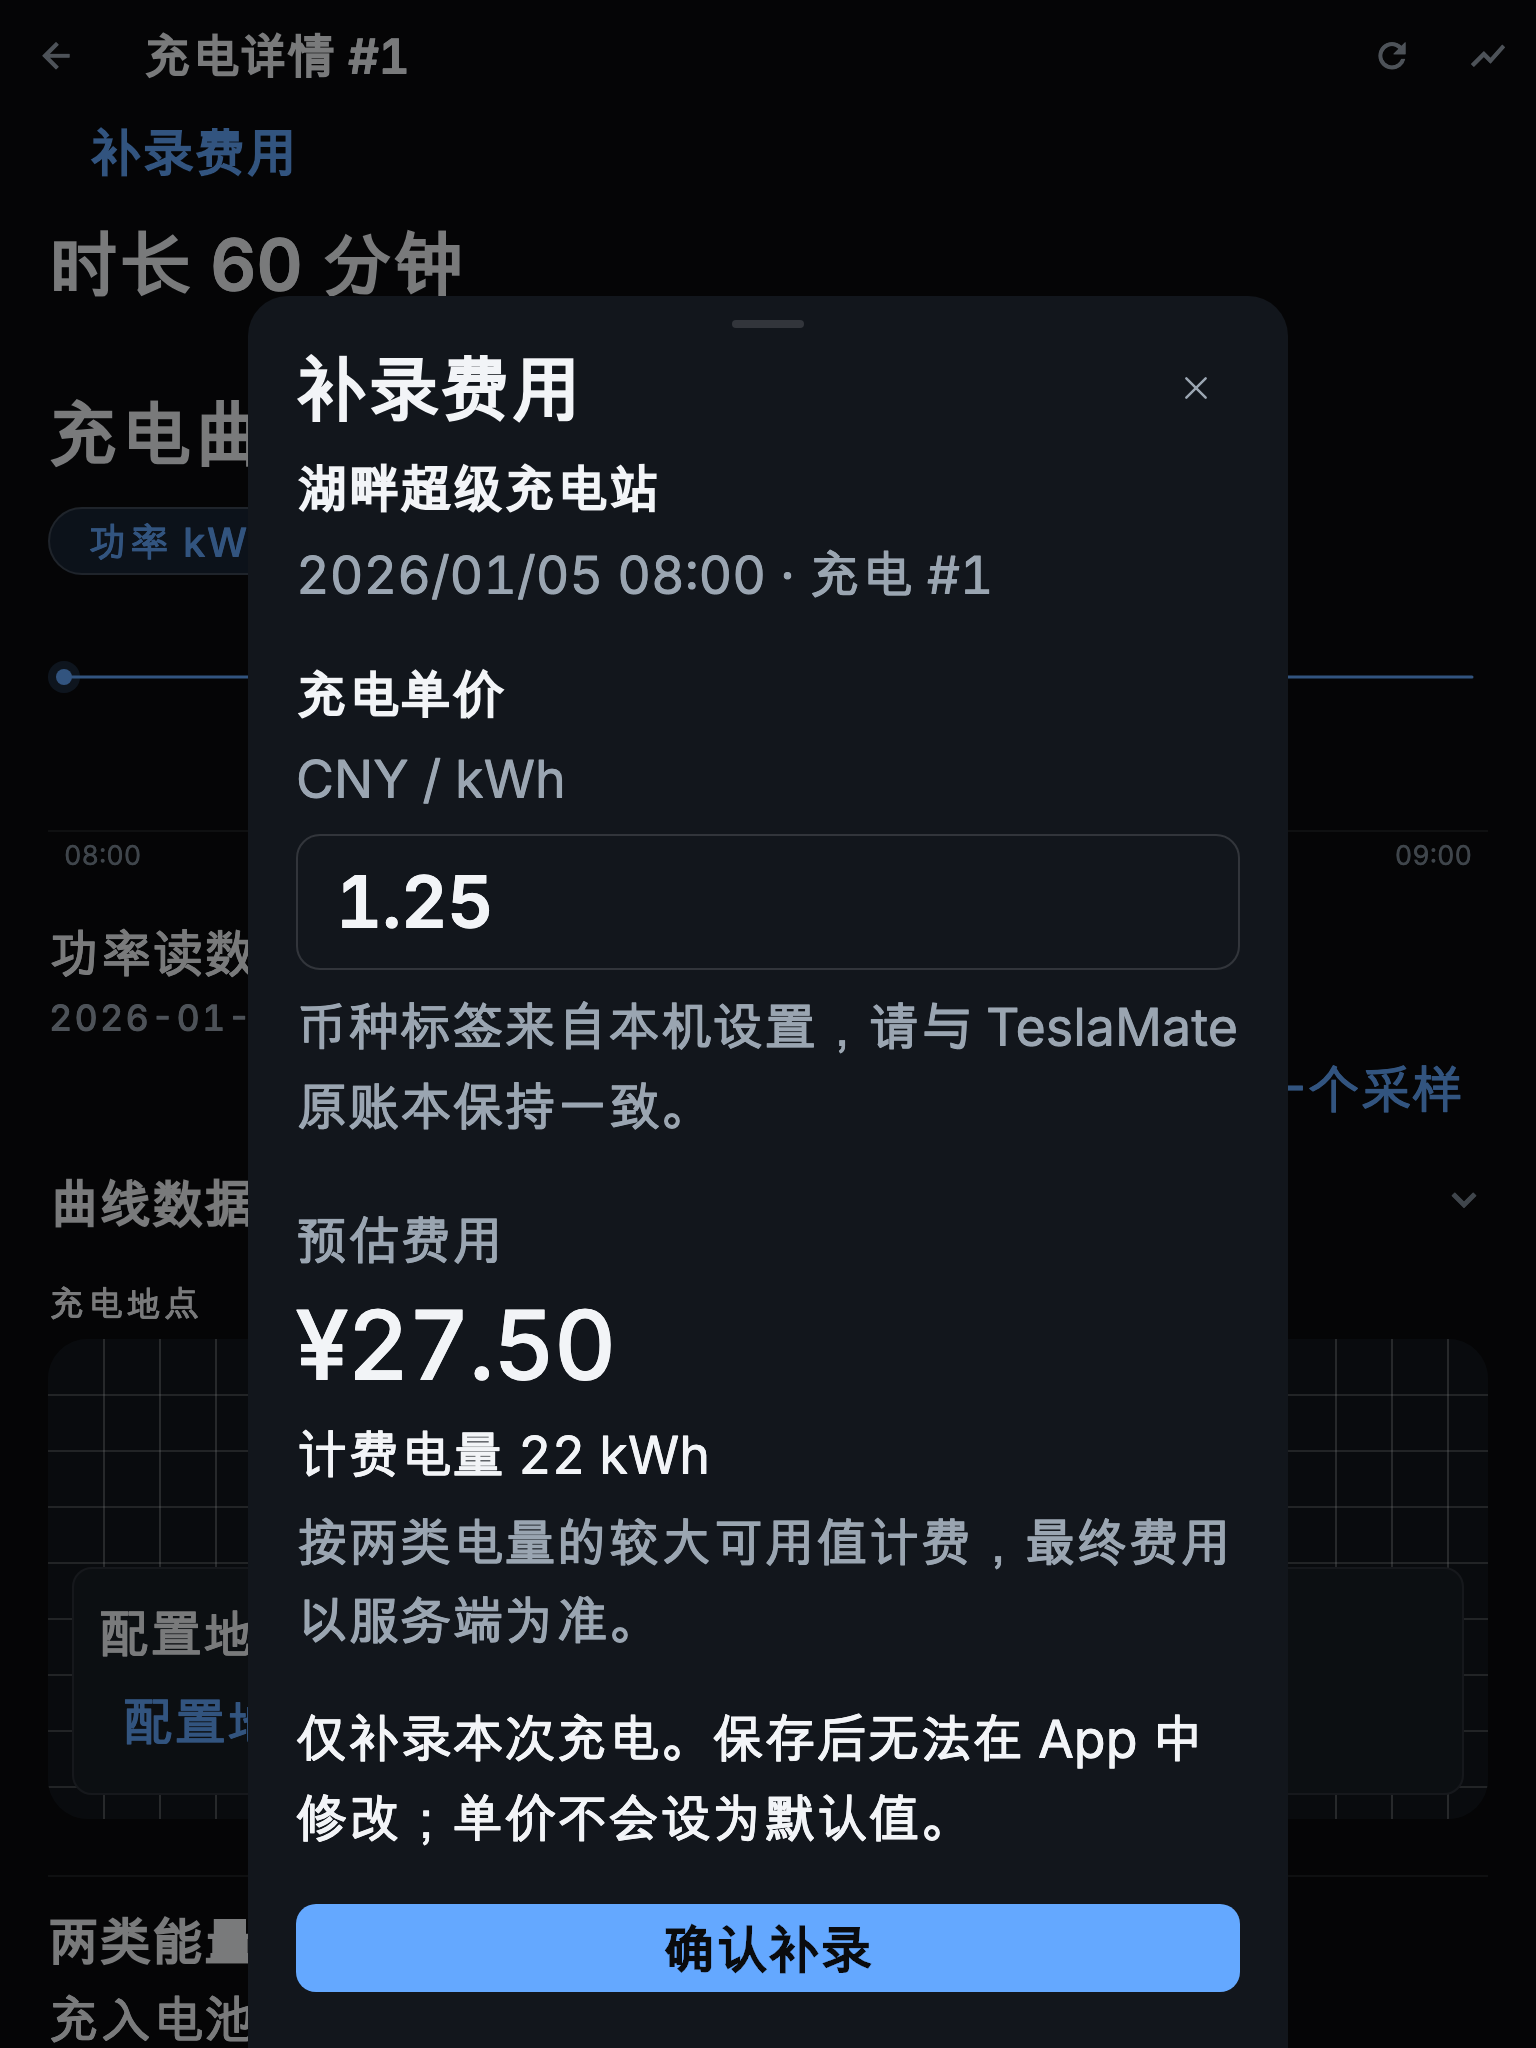 充电详情 #1
补录费用
时长 60 分钟
充电曲
功率 kW
08:00
09:00
功率读数
2026-01-
一个采样
曲线数据
充电地点
配置地
配置地
两类能量
充入电池
补录费用
湖畔超级充电站
2026/01/05 08:00 · 充电 #1
充电单价
CNY / kWh
1.25
币种标签来自本机设置，请与 TeslaMate
原账本保持一致。
预估费用
¥27.50
计费电量 22 kWh
按两类电量的较大可用值计费，最终费用
以服务端为准。
仅补录本次充电。保存后无法在 App 中
修改；单价不会设为默认值。
确认补录